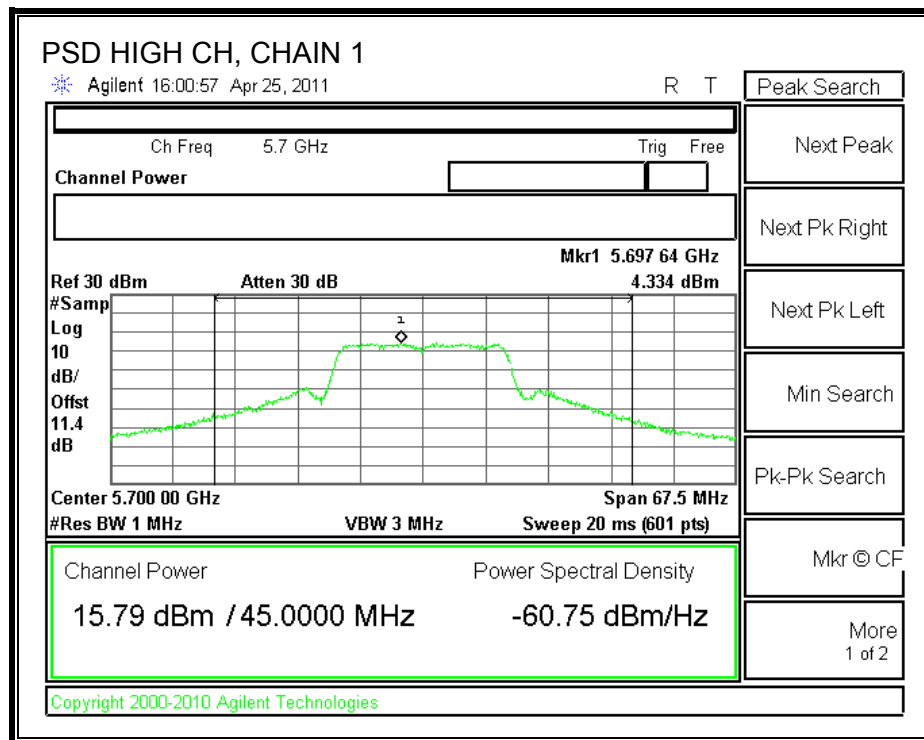 PSD HIGH CH, CHAIN 1
Agilent 16:00:57 Apr 25, 2011 R T
Peak Search
Ch Freq 5.7 GHz Trig Free
Channel Power
Next Peak
Next Pk Right
Mkr1 5.697 64 GHz
Ref 30 dBm Atten 30 dB 4.334 dBm
#Samp
Log
10
dB/
Offst
11.4
dB
1
Next Pk Left
Min Search
Pk-Pk Search
Center 5.700 00 GHz Span 67.5 MHz
#Res BW 1 MHz VBW 3 MHz Sweep 20 ms (601 pts)
Channel Power Power Spectral Density
15.79 dBm / 45.0000 MHz -60.75 dBm/Hz
Mkr © CF
More
1 of 2
Copyright 2000-2010 Agilent Technologies